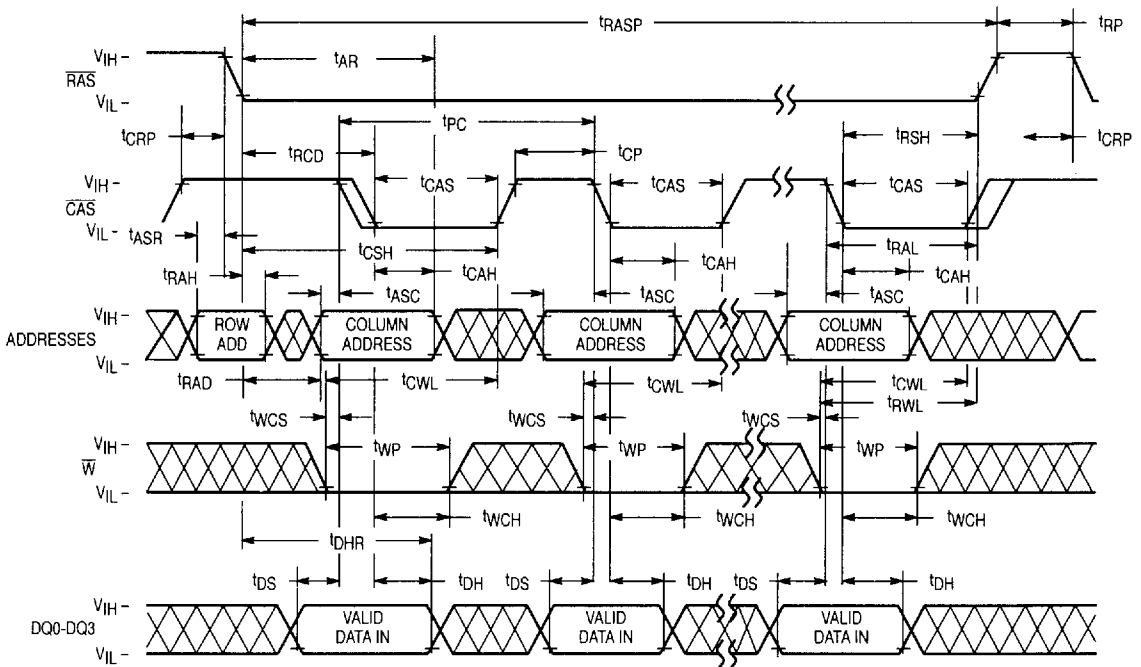 tRASP tRP
VIH
RAS
tAR
VIL
tPC
tCRP tRCD tCP tRSH tCRP
VIH
CAS
tCAS tCAS tCAS
VIL
tASR tCSH tRAL
tRAH tCAH tCAH tCAH
tASC tASC tASC
VIH
ADDRESSES
ROW ADD
COLUMN ADDRESS
COLUMN ADDRESS
COLUMN ADDRESS
VIL
tRAD tCWL tCWL tCWL
tRWL
tWCS tWCS tWCS
VIH
W
tWP tWP tWP
VIL
tWCH tWCH tWCH
tDHR
tDS tDH tDS tDH tDS tDH
VIH
DQ0-DQ3
VALID DATA IN
VALID DATA IN
VALID DATA IN
VIL